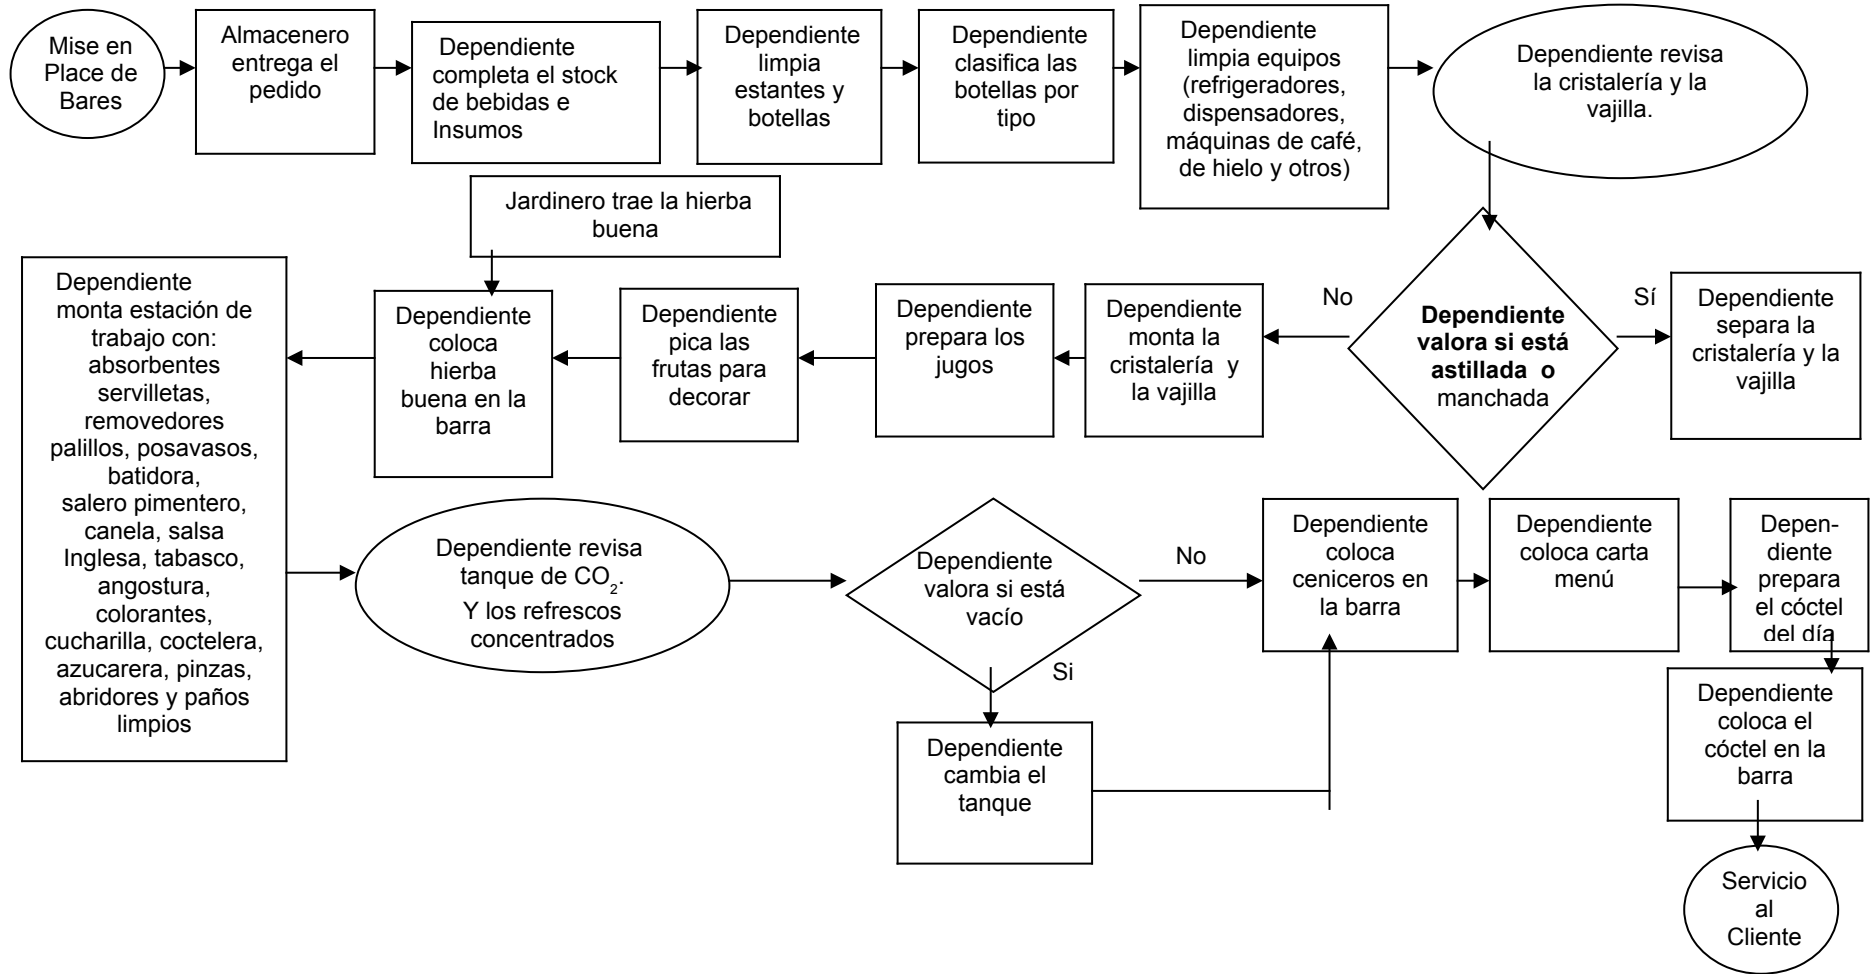 Mise en
Place de
Bares
Almacenero
entrega el
pedido
Dependiente
completa el stock
de bebidas e
Insumos
Dependiente
limpia
estantes y
botellas
Dependiente
clasifica las
botellas por
tipo
Dependiente
limpia equipos
(refrigeradores,
dispensadores,
máquinas de café,
de hielo y otros)
Dependiente revisa
la cristalería y la
vajilla.
Jardinero trae la hierba
buena
Dependiente
valora si está
astillada o
manchada
Sí
Dependiente
separa la
cristalería y la
vajilla
No
Dependiente
monta la
cristalería y
la vajilla
Dependiente
prepara los
jugos
Dependiente
pica las
frutas para
decorar
Dependiente
coloca
hierba
buena en la
barra
Dependiente
monta estación de
trabajo con:
absorbentes
servilletas,
removedores
palillos, posavasos,
batidora,
salero pimentero,
canela, salsa
Inglesa, tabasco,
angostura,
colorantes,
cucharilla, coctelera,
azucarera, pinzas,
abridores y paños
limpios
Dependiente revisa
tanque de CO₂.
Y los refrescos
concentrados
Dependiente
valora si está
vacío
No
Si
Dependiente
cambia el
tanque
Dependiente
coloca
ceniceros en
la barra
Dependiente
coloca carta
menú
Depen-
diente
prepara
el cóctel
del día
Dependiente
coloca el
cóctel en la
barra
Servicio
al
Cliente